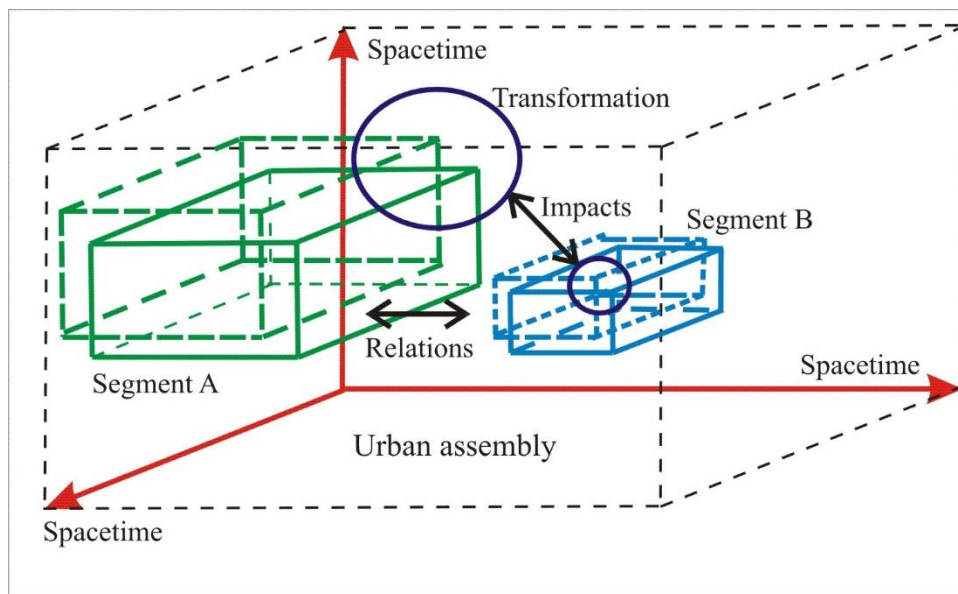 Spacetime
Transformation
Impacts
Segment B
Relations
Segment A
Spacetime
Urban assembly
Spacetime